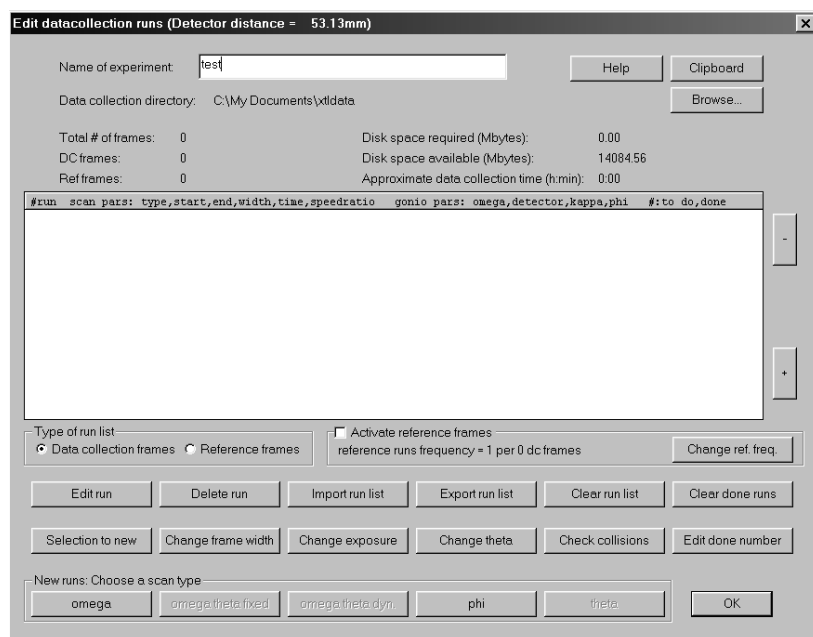 Edit datacollection runs (Detector distance = 53.13mm)
Name of experiment: test Help Clipboard
Data collection directory: C:\My Documents\xtldata Browse...
Total # of frames: 0 Disk space required (Mbytes): 0.00
DC frames: 0 Disk space available (Mbytes): 14084.56
Ref frames: 0 Approximate data collection time (h:min): 0:00
#run scan pars: type,start,end,width,time,speedratio gonio pars: omega,detector,kappa,phi #:to do,done
-
+
Type of run list
Data collection frames Reference frames
Activate reference frames
reference runs frequency = 1 per 0 dc frames Change ref. freq.
Edit run Delete run Import run list Export run list Clear run list Clear done runs
Selection to new Change frame width Change exposure Change theta Check collisions Edit done number
New runs: Choose a scan type
omega omega theta fixed omega theta dyn. phi theta OK